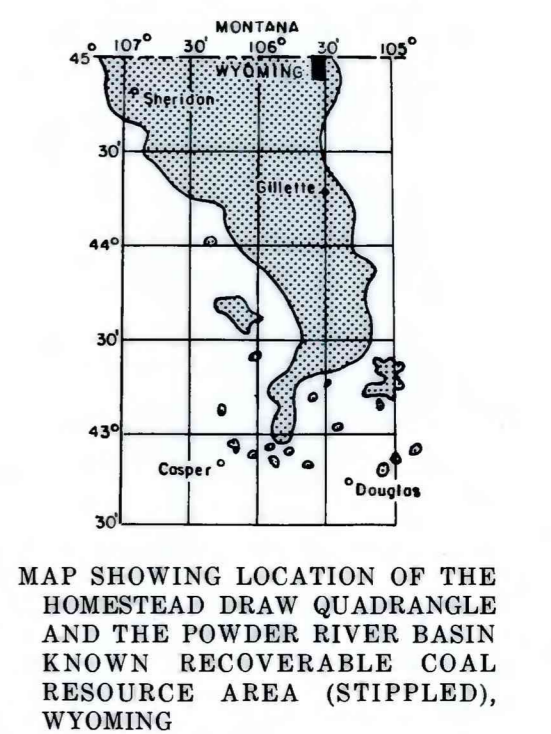 MONTANA
107° 30' 106° 30' 105°
45°
WYOMING
Sheridan
30'
Gillette
44°
30'
43°
Casper
Douglas
30'
MAP SHOWING LOCATION OF THE
HOMESTEAD DRAW QUADRANGLE
AND THE POWDER RIVER BASIN
KNOWN RECOVERABLE COAL
RESOURCE AREA (STIPPLED),
WYOMING